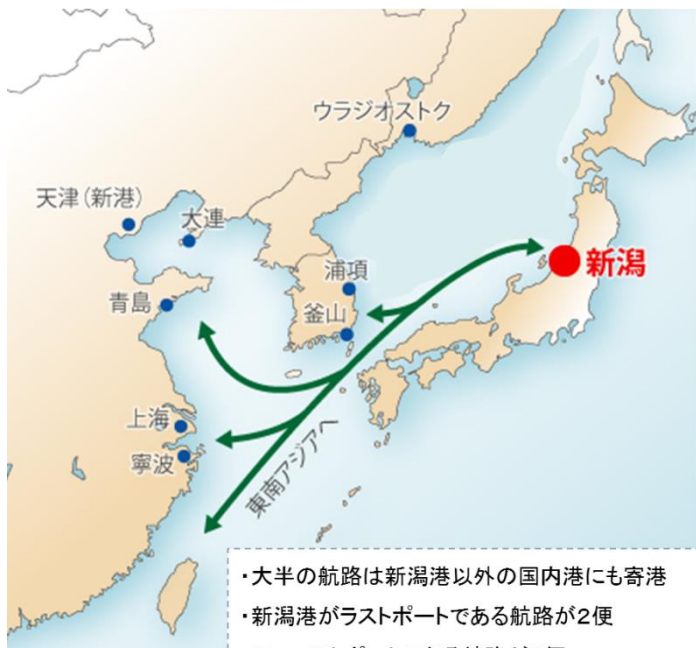 ウラジオストク
天津(新港)
大連
新潟
浦項
青島
釜山
上海
寧波
東南アジアへ
・大半の航路は新潟港以外の国内港にも寄港
・新潟港がラストポートである航路が2便